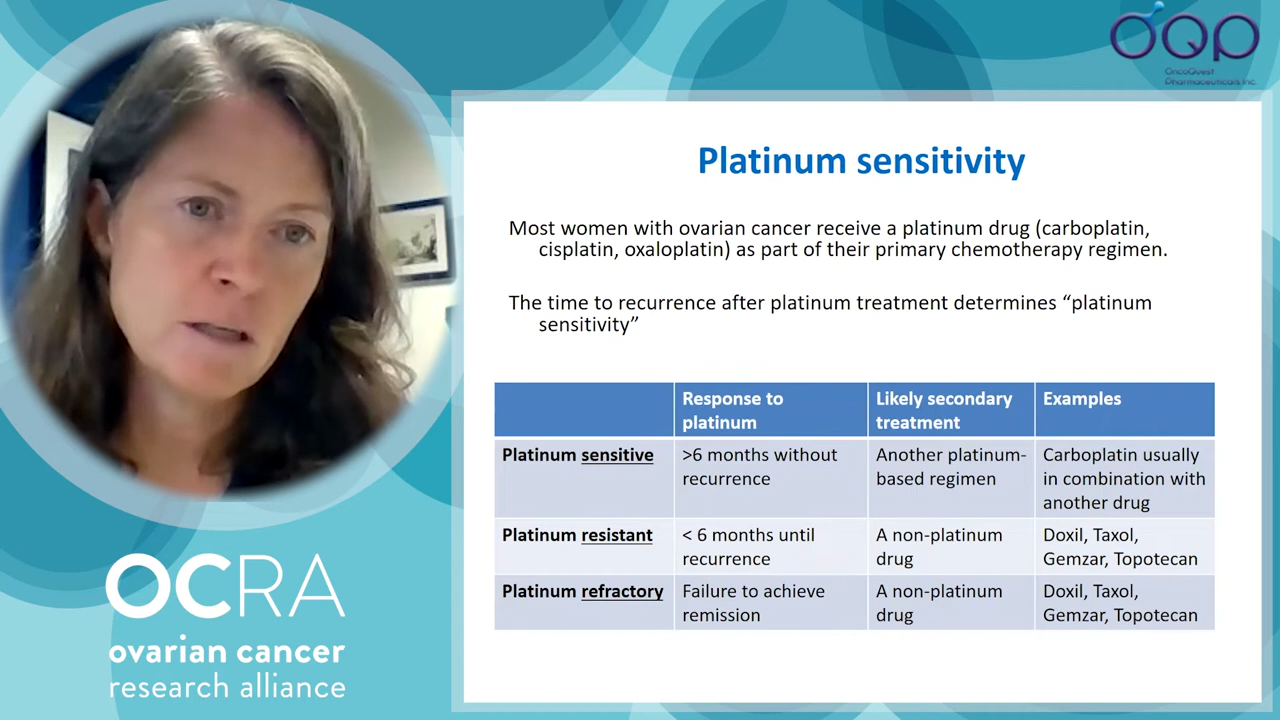 OQP
OncoQuest
Pharmaceuticals, Inc.
Platinum sensitivity
Most women with ovarian cancer receive a platinum drug (carboplatin,
cisplatin, oxaloplatin) as part of their primary chemotherapy regimen.
The time to recurrence after platinum treatment determines “platinum
sensitivity”
Response to
platinum
Likely secondary
treatment
Examples
Platinum sensitive
>6 months without
recurrence
Another platinum-
based regimen
Carboplatin usually
in combination with
another drug
Platinum resistant
< 6 months until
recurrence
A non-platinum
drug
Doxil, Taxol,
Gemzar, Topotecan
Platinum refractory
Failure to achieve
remission
A non-platinum
drug
Doxil, Taxol,
Gemzar, Topotecan
OCRA
ovarian cancer
research alliance